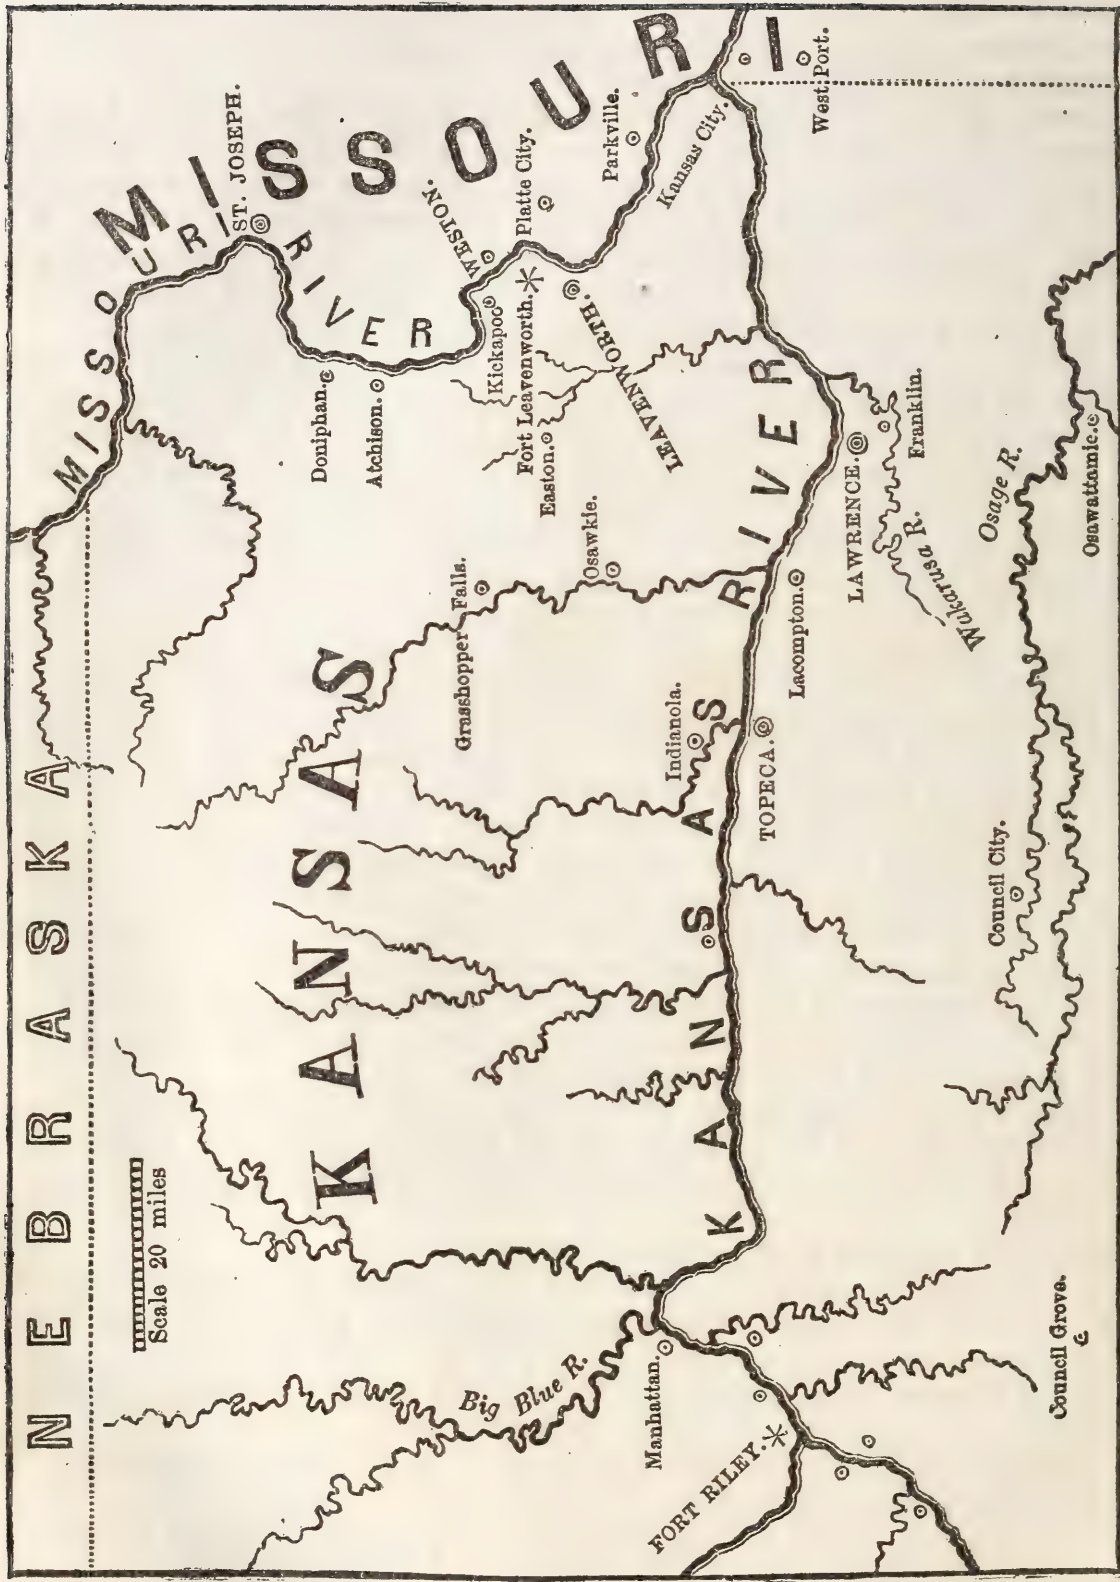 NEBRASKA
MISSOURI
RIVER
MISSOURI
ST. JOSEPH.
Scale 20 miles
KANSAS
Doniphan.
Atchison.
WESTON.
Kickapoo
Platte City.
Fort Leavenworth.
Easton.
LEAVENWORTH.
LEAVENWORTH
Parkville.
Kansas City.
West Port.
Grasshopper Falls.
Osawkie.
Indianola.
KANSAS RIVER
Big Blue R.
Manhattan.
FORT RILEY.
TOPECA.
Lacompton.
LAWRENCE.
Franklin.
Wakarusa R.
Osage R.
Osawattamie.
Council City.
Council Grove.